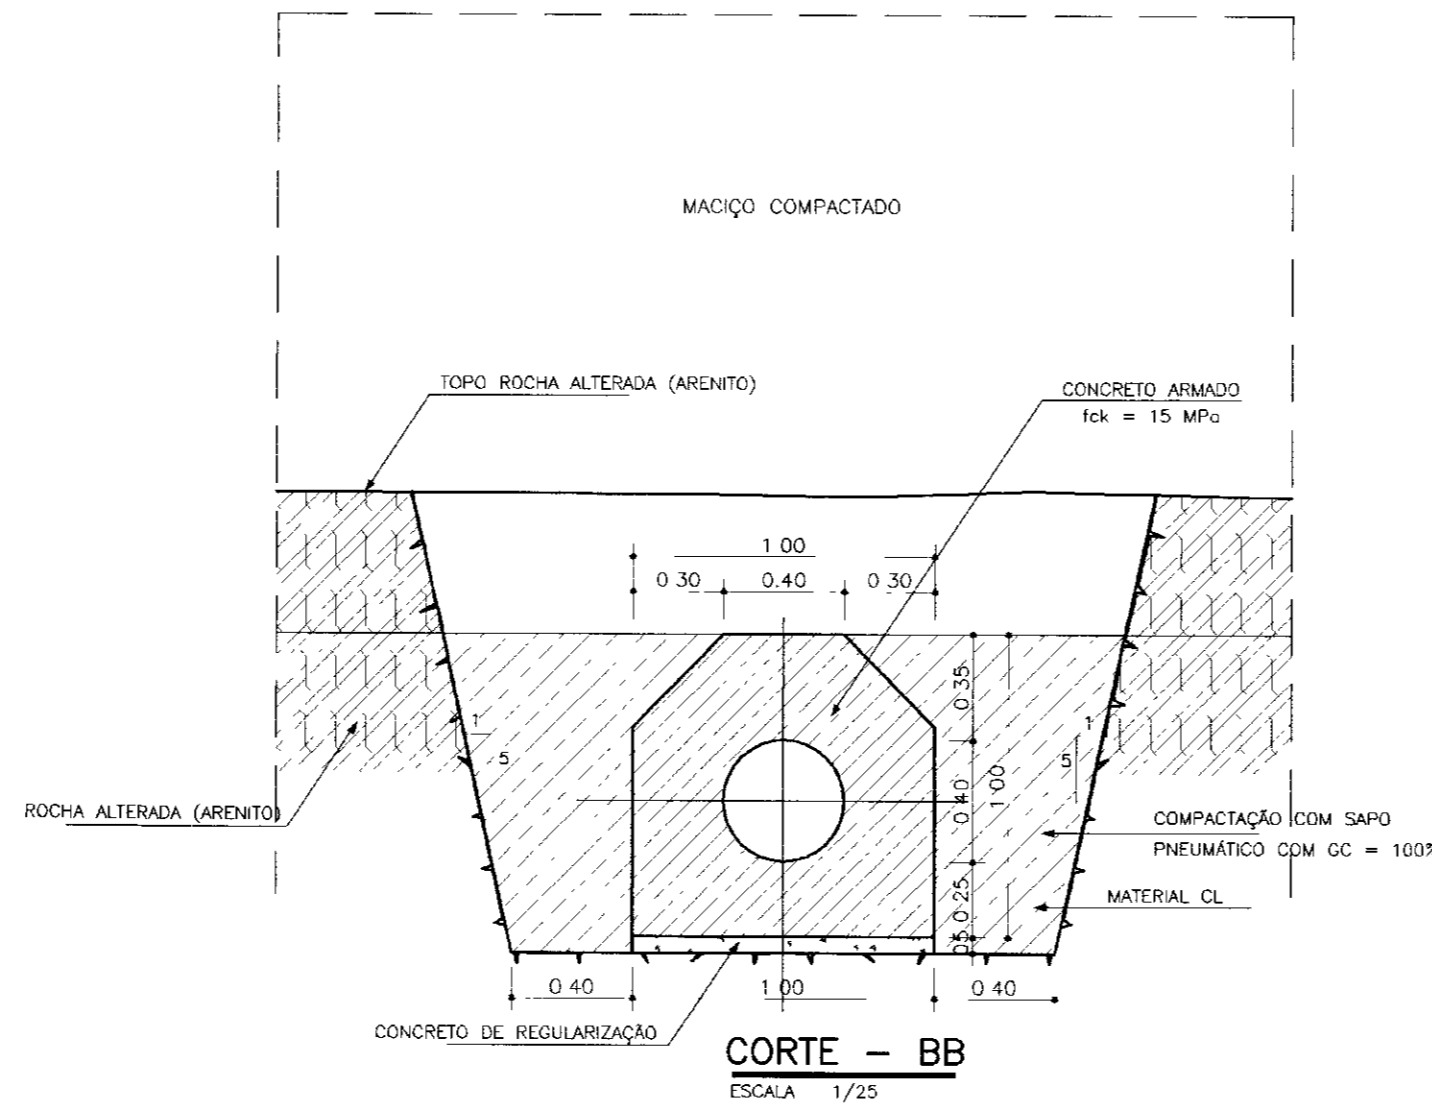 MACIÇO COMPACTADO
TOPO ROCHA ALTERADA (ARENITO)
CONCRETO ARMADO
fck = 15 MPa
1 00
0 30 0.40 0 30
0 35
1
5
1
5
0 40
1 00
ROCHA ALTERADA (ARENITO)
COMPACTAÇÃO COM SAPO
PNEUMÁTICO COM GC = 100%
0 25
MATERIAL CL
05
0 40 1 00 0 40
CONCRETO DE REGULARIZAÇÃO
CORTE - BB
ESCALA 1/25